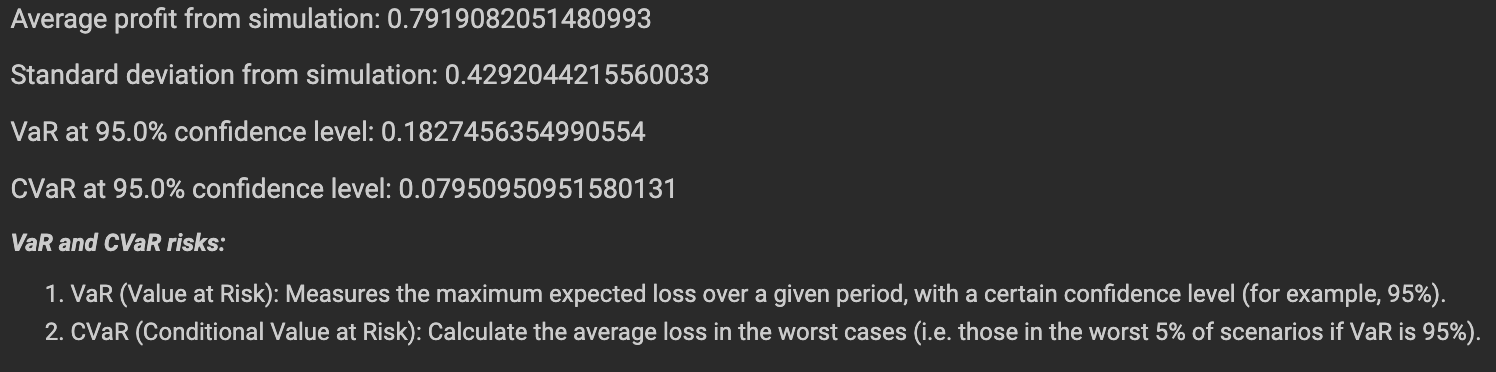 Average profit from simulation: 0.7919082051480993
Standard deviation from simulation: 0.4292044215560033
VaR at 95.0% confidence level: 0.1827456354990554
CVaR at 95.0% confidence level: 0.07950950951580131
VaR and CVaR risks:
1. VaR (Value at Risk): Measures the maximum expected loss over a given period, with a certain confidence level (for example, 95%).
2. CVaR (Conditional Value at Risk): Calculate the average loss in the worst cases (i.e. those in the worst 5% of scenarios if VaR is 95%).